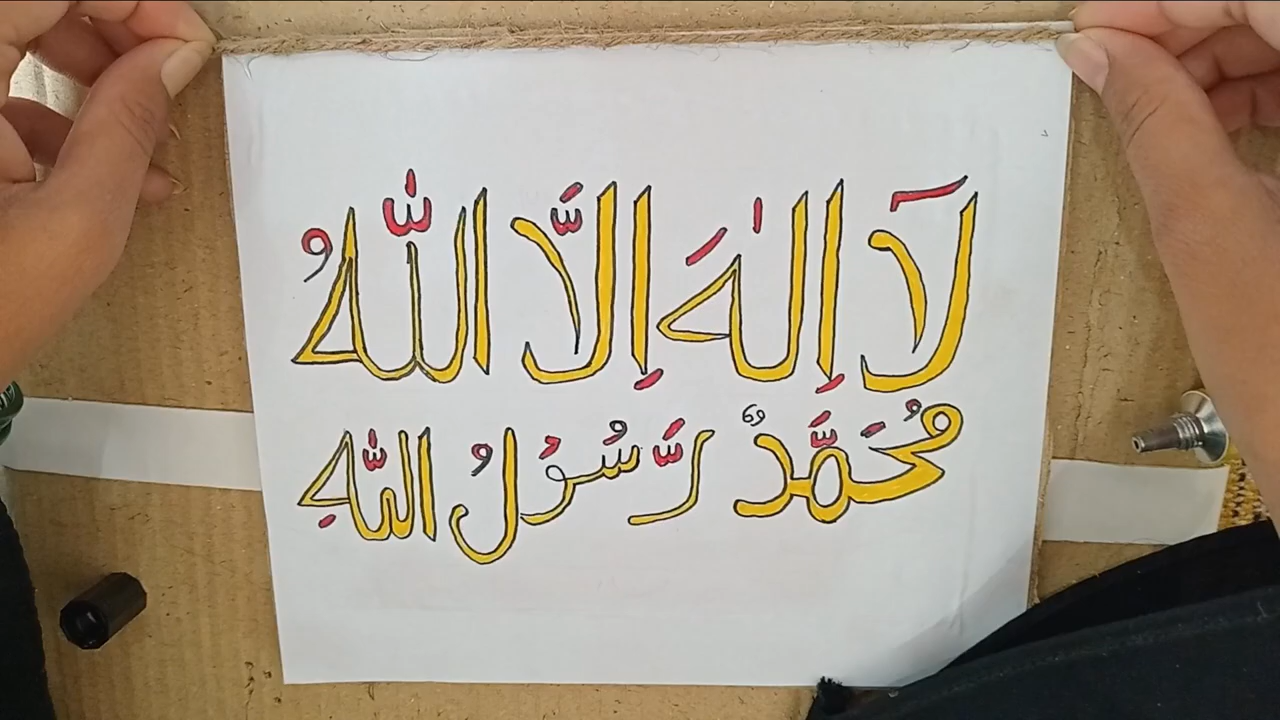 لَآ اِلٰهَ اِلَّا اللّٰهُ
مُحَمَّدٌ رَّسُوْلُ اللّٰهِ